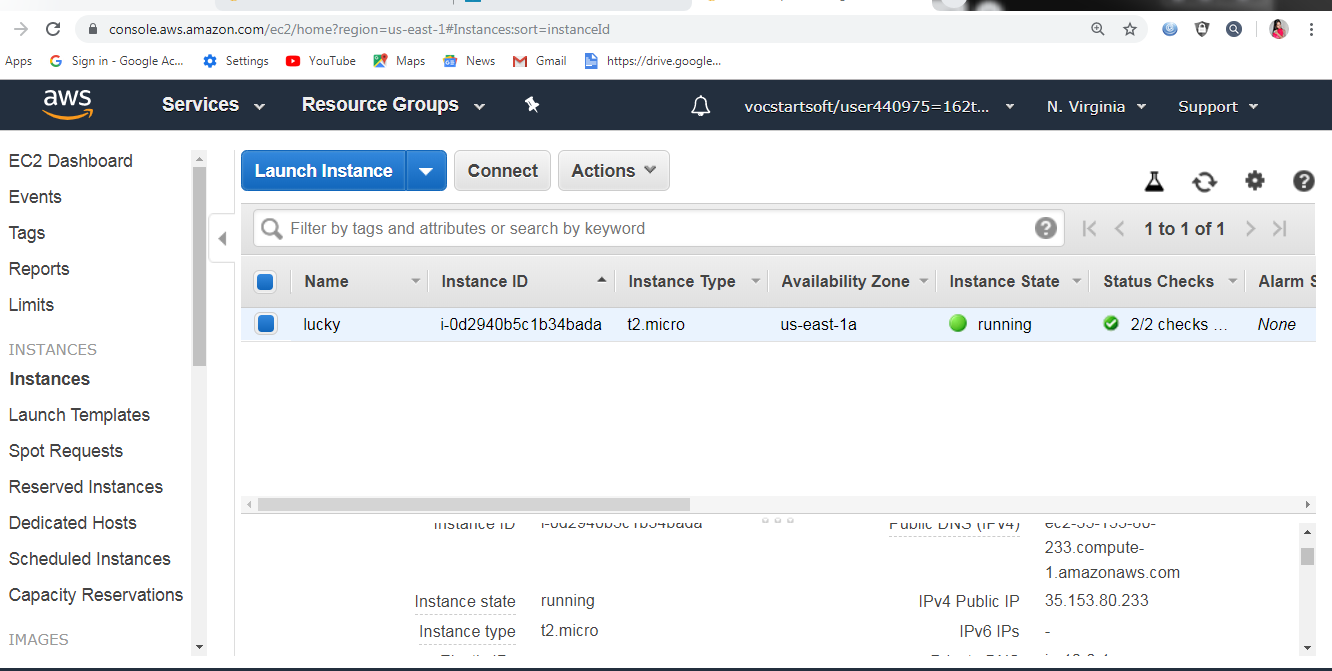 console.aws.amazon.com/ec2/home?region=us-east-1#Instances:sort=instanceId
Apps Sign in - Google Ac... Settings YouTube Maps News Gmail https://drive.google...
aws Services Resource Groups vocstartsoft/user440975=162t... N. Virginia Support
EC2 Dashboard
Events
Tags
Reports
Limits
INSTANCES
Instances
Launch Templates
Spot Requests
Reserved Instances
Dedicated Hosts
Scheduled Instances
Capacity Reservations
IMAGES
Launch Instance Connect Actions
Filter by tags and attributes or search by keyword ? 1 to 1 of 1
Name Instance ID Instance Type Availability Zone Instance State Status Checks Alarm S
lucky i-0d2940b5c1b34bada t2.micro us-east-1a running 2/2 checks ... None
Instance ID i-0d2940b5c1b34bada
Instance state running
Instance type t2.micro
Public DNS (IPv4) ec2-35-153-80-
233.compute-
1.amazonaws.com
IPv4 Public IP 35.153.80.233
IPv6 IPs -